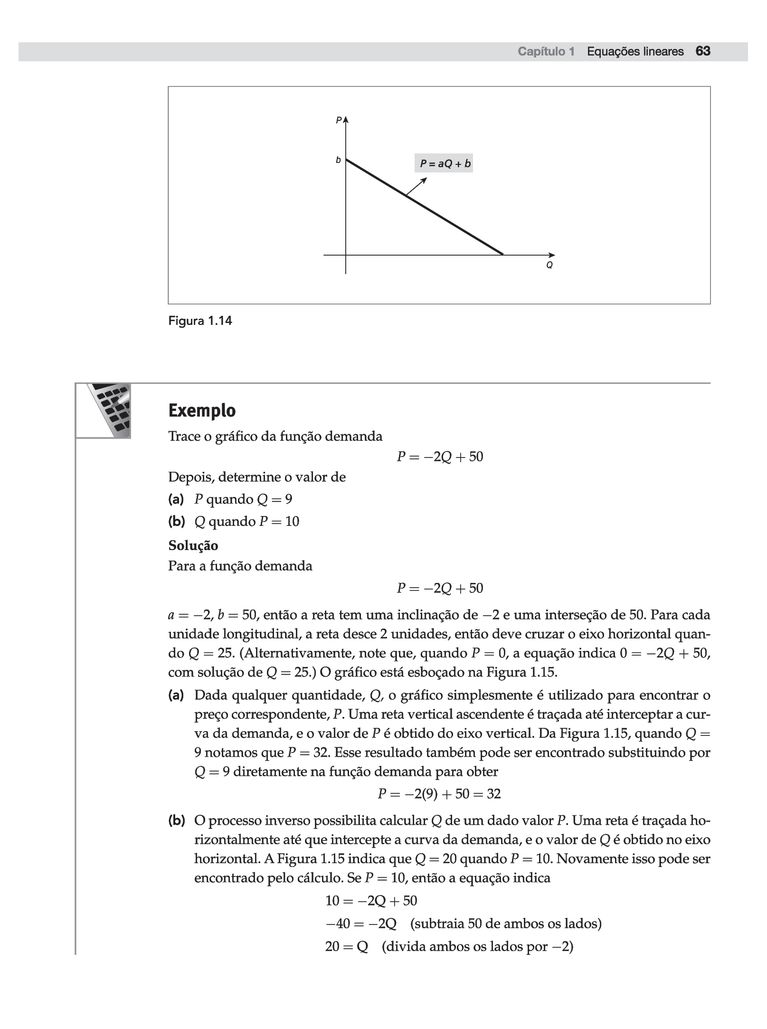 Capítulo 1 Equações lineares 63
P
b
P = aQ + b
Q
Figura 1.14
Exemplo
Trace o gráfico da função demanda
P = −2Q + 50
Depois, determine o valor de
(a) P quando Q = 9
(b) Q quando P = 10
Solução
Para a função demanda
P = −2Q + 50
a = −2, b = 50, então a reta tem uma inclinação de −2 e uma interseção de 50. Para cada
unidade longitudinal, a reta desce 2 unidades, então deve cruzar o eixo horizontal quan-
do Q = 25. (Alternativamente, note que, quando P = 0, a equação indica 0 = −2Q + 50,
com solução de Q = 25.) O gráfico está esboçado na Figura 1.15.
(a) Dada qualquer quantidade, Q, o gráfico simplesmente é utilizado para encontrar o
preço correspondente, P. Uma reta vertical ascendente é traçada até interceptar a cur-
va da demanda, e o valor de P é obtido do eixo vertical. Da Figura 1.15, quando Q =
9 notamos que P = 32. Esse resultado também pode ser encontrado substituindo por
Q = 9 diretamente na função demanda para obter
P = −2(9) + 50 = 32
(b) O processo inverso possibilita calcular Q de um dado valor P. Uma reta é traçada ho-
rizontalmente até que intercepte a curva da demanda, e o valor de Q é obtido no eixo
horizontal. A Figura 1.15 indica que Q = 20 quando P = 10. Novamente isso pode ser
encontrado pelo cálculo. Se P = 10, então a equação indica
10 = −2Q + 50
−40 = −2Q (subtraia 50 de ambos os lados)
20 = Q (divida ambos os lados por −2)